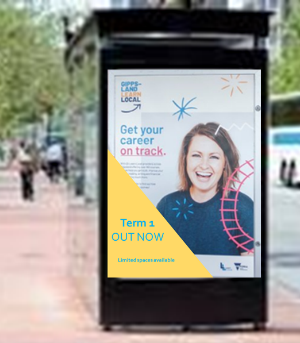 GIPPS-
LAND
LEARN
LOCAL
Get your
career
on track.
Term 1
OUT NOW
Limited spaces available